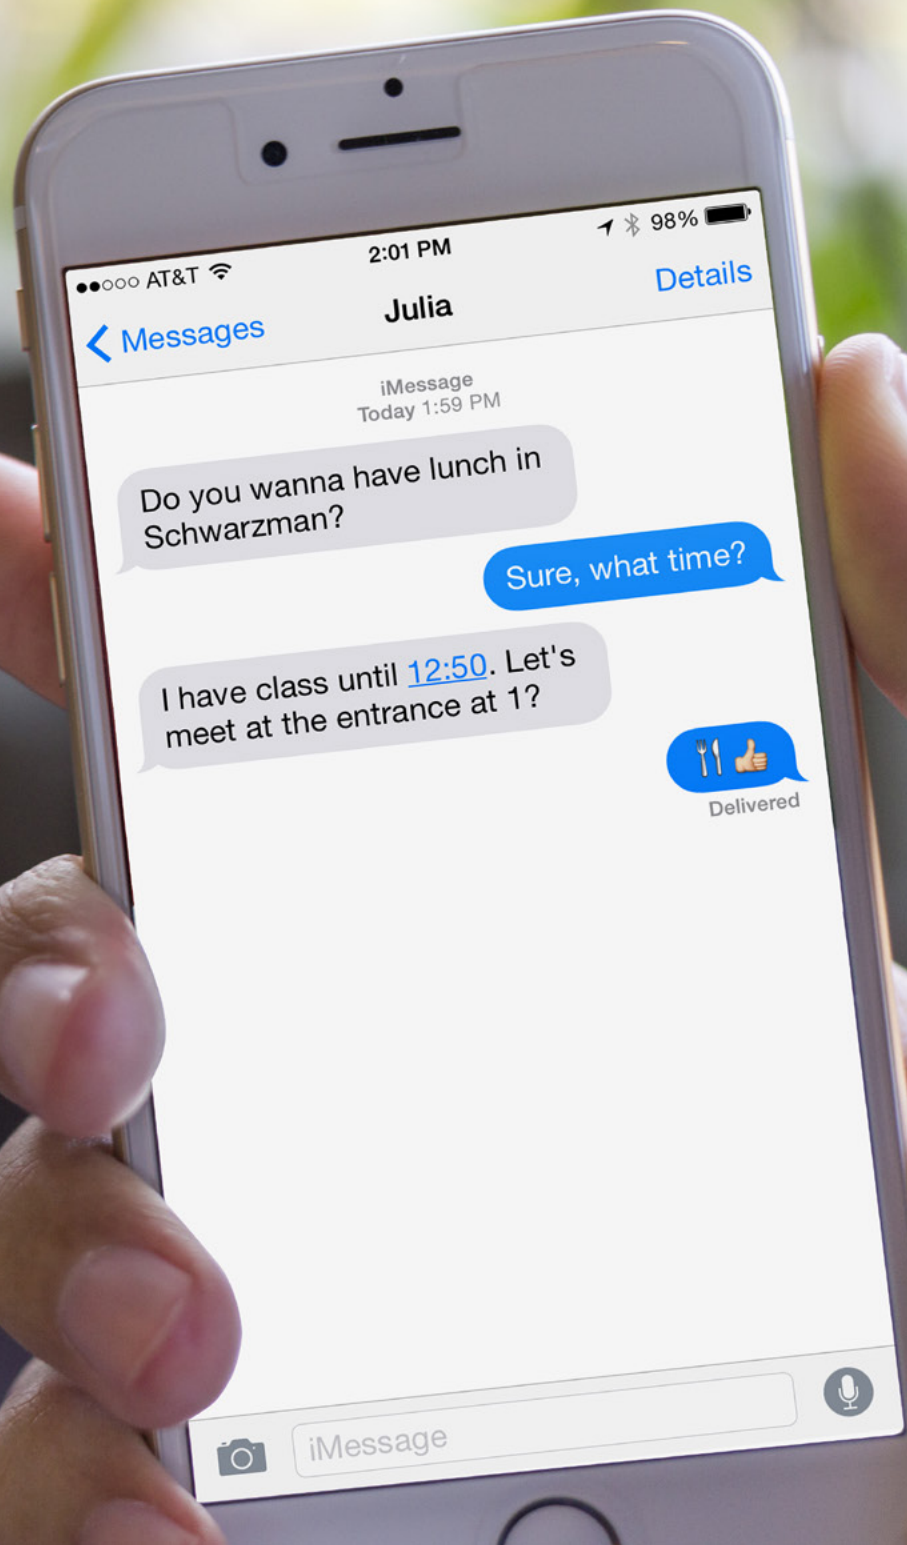 AT&T 2:01 PM 98%
Messages Julia Details
iMessage
Today 1:59 PM
Do you wanna have lunch in
Schwarzman?
Sure, what time?
I have class until 12:50. Let's
meet at the entrance at 1?
🍴👍🏼
Delivered
iMessage